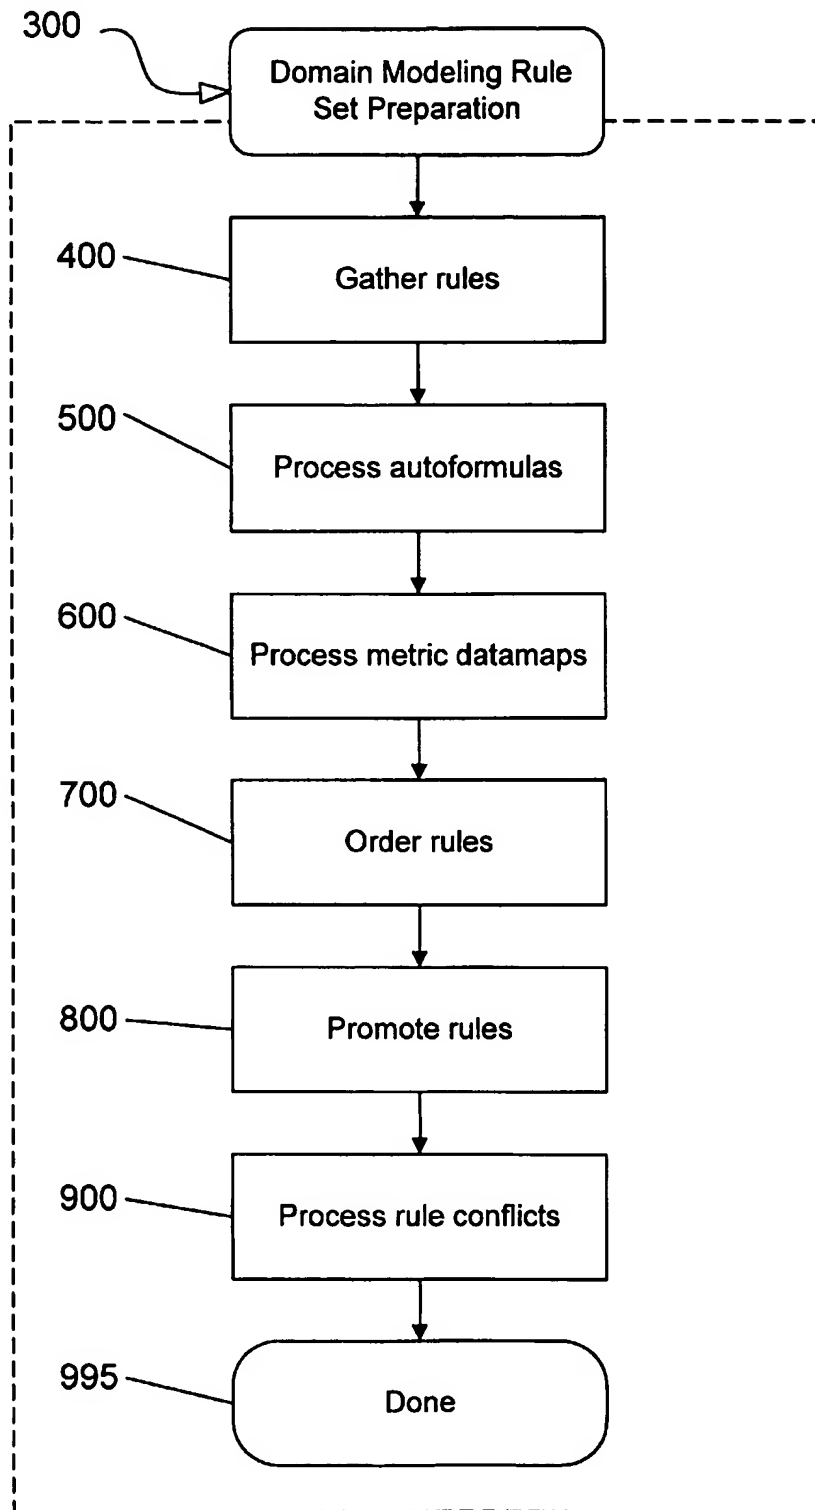 300
Domain Modeling Rule
Set Preparation
400
Gather rules
500
Process autoformulas
600
Process metric datamaps
700
Order rules
800
Promote rules
900
Process rule conflicts
995
Done